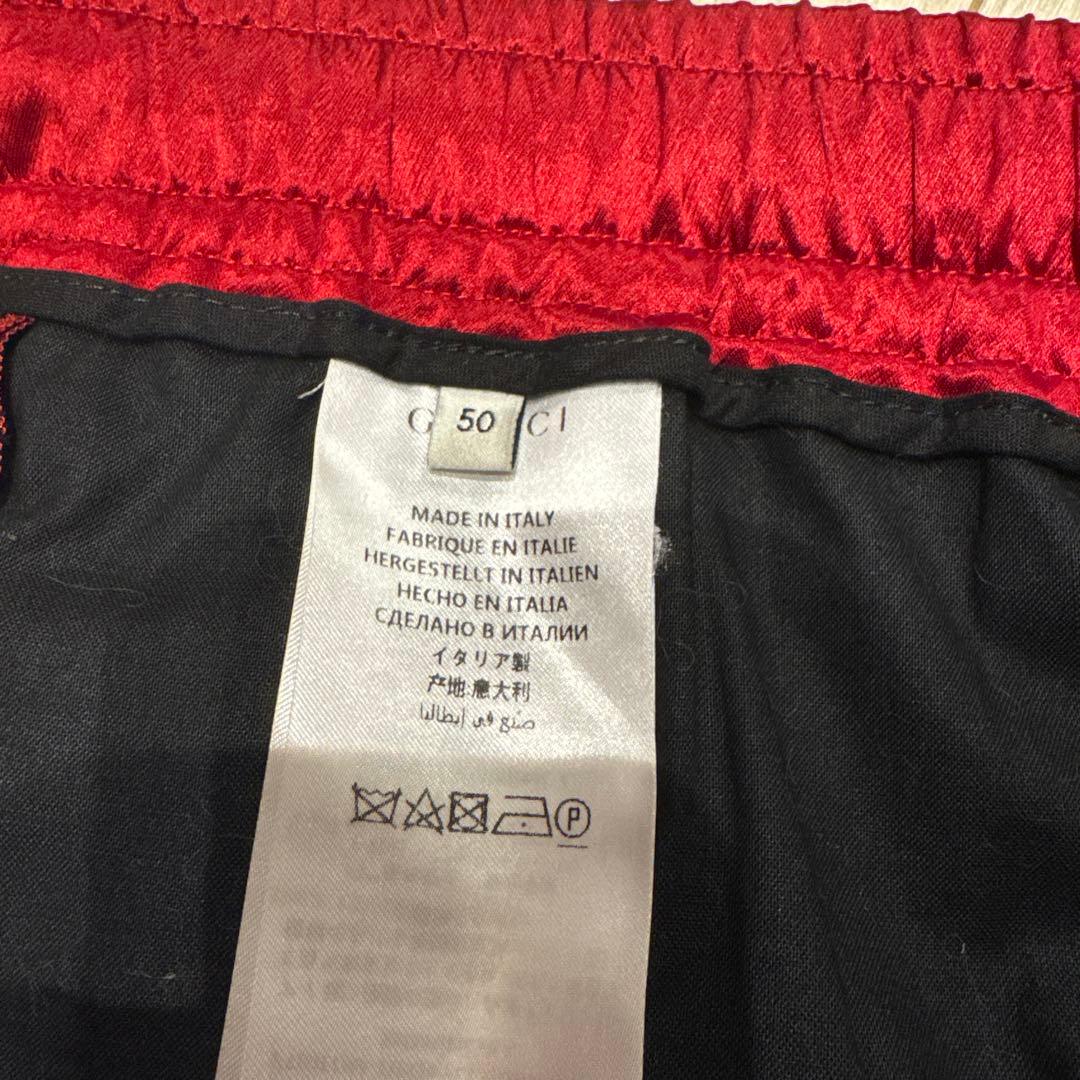 G CI
50
MADE IN ITALY
FABRIQUE EN ITALIE
HERGESTELLT IN ITALIEN
HECHO EN ITALIA
СДЕЛАНО В ИТАЛИИ
イタリア製
产地:意大利
صنع في إيطاليا
P